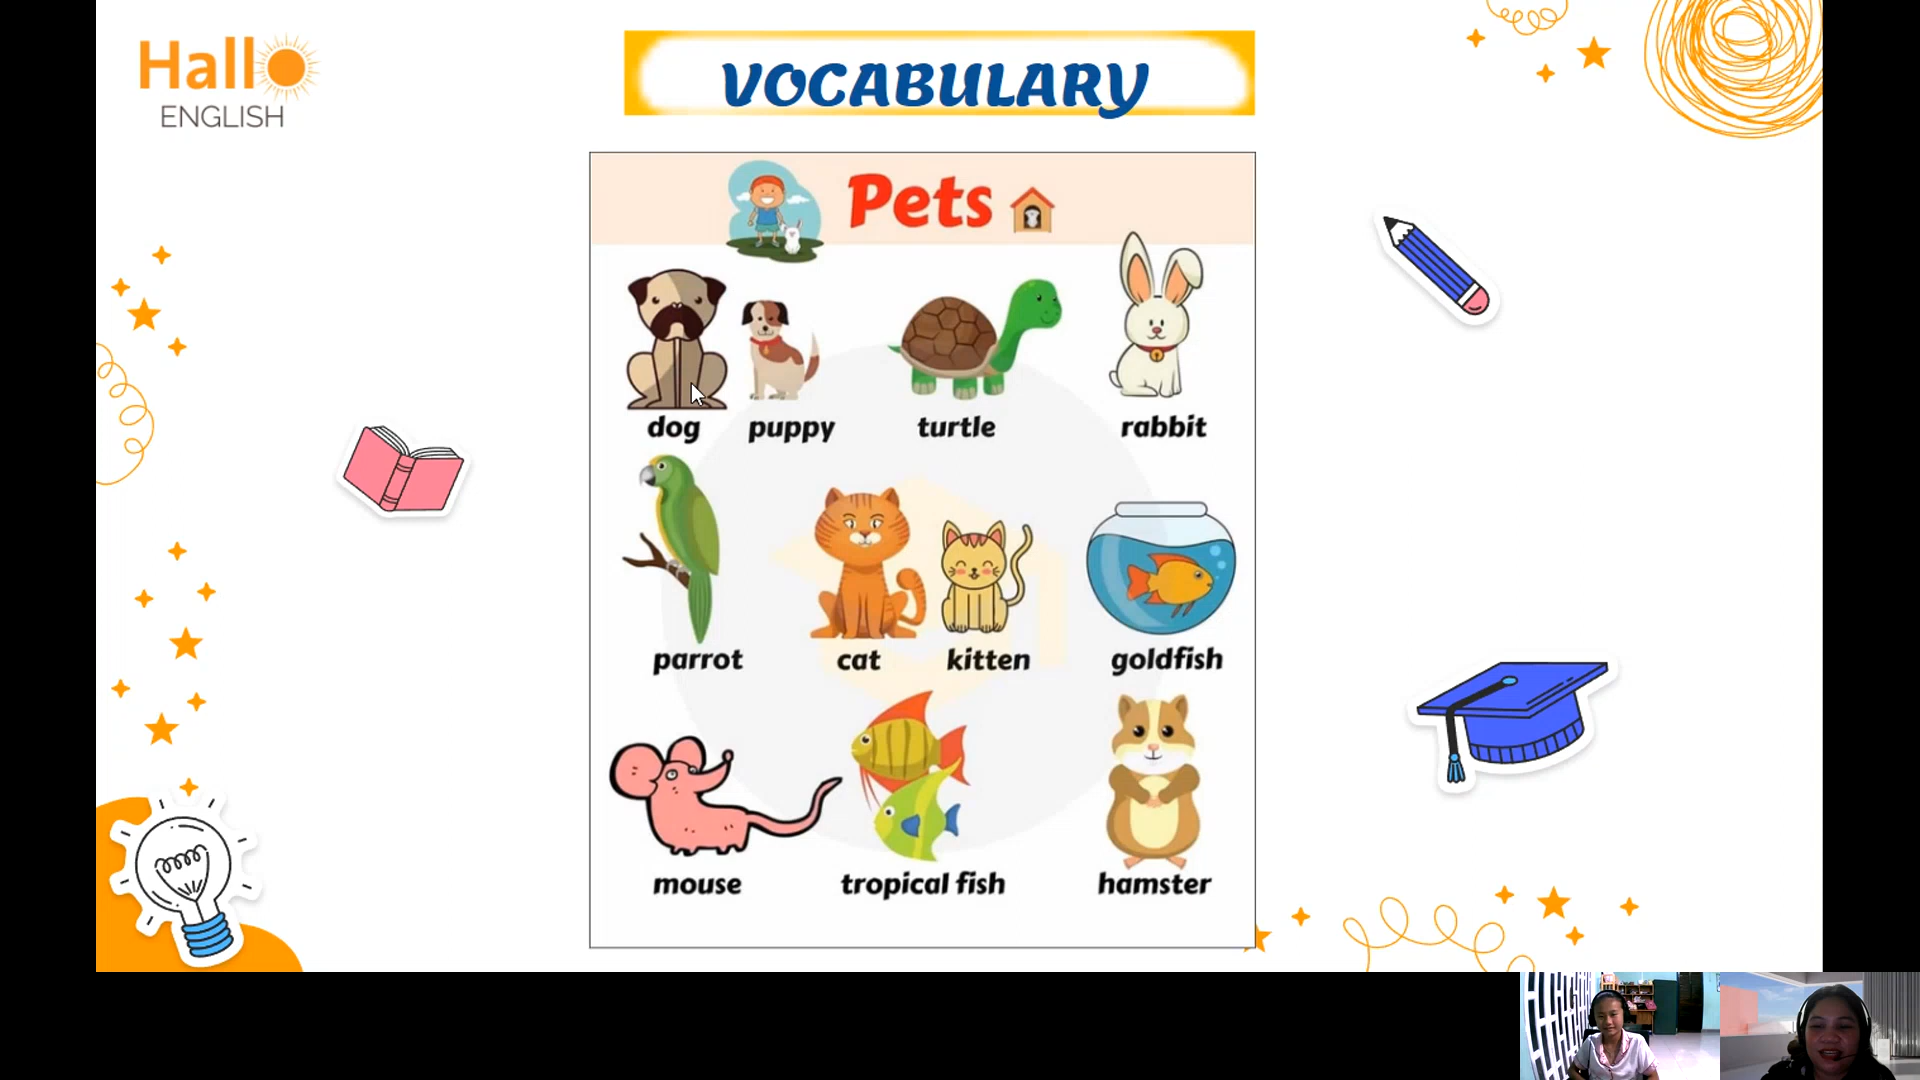 Hallo
ENGLISH
VOCABULARY
Pets
dog puppy turtle rabbit
parrot cat kitten goldfish
mouse tropical fish hamster